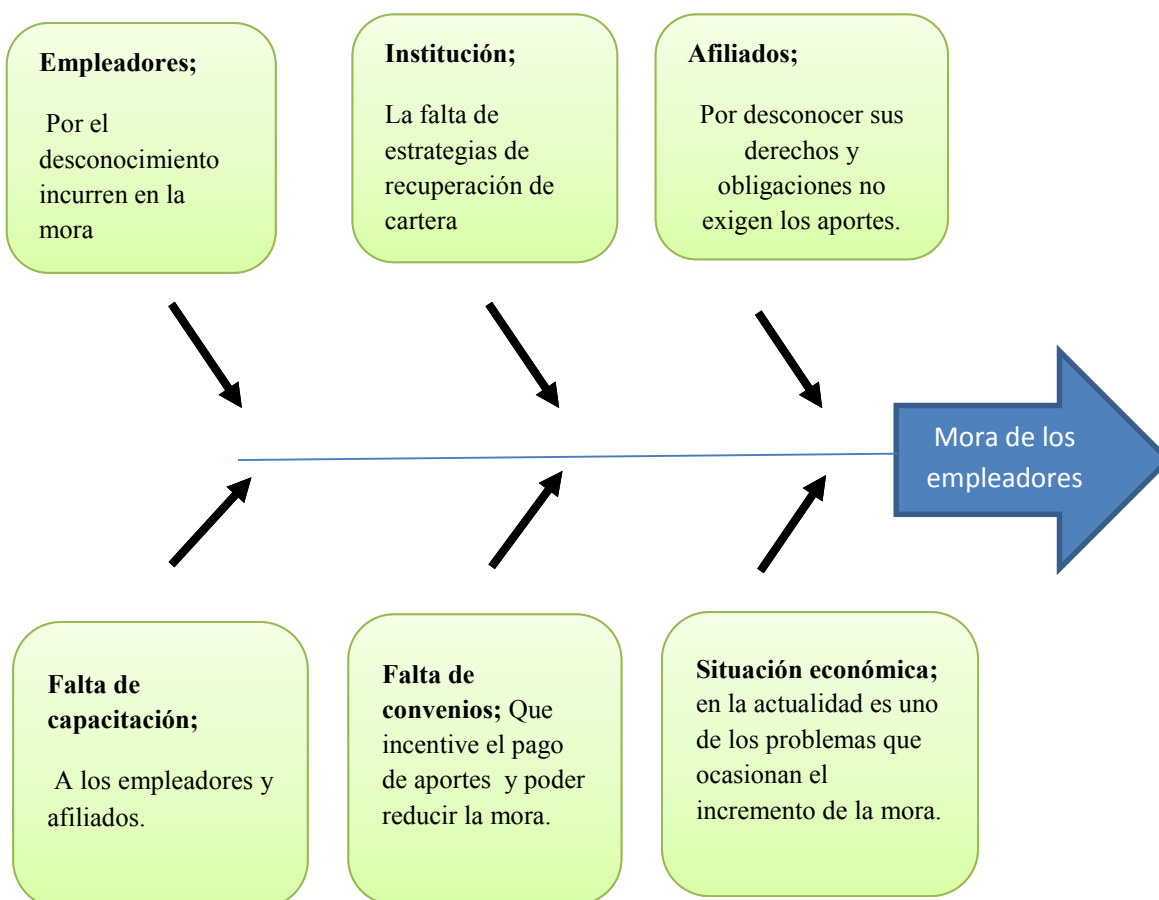 Empleadores;
Por el
desconocimiento
incurren en la
mora
Institución;
La falta de
estrategias de
recuperación de
cartera
Afiliados;
Por desconocer sus
derechos y
obligaciones no
exigen los aportes.
Mora de los
empleadores
Falta de
capacitación;
A los empleadores y
afiliados.
Falta de
convenios; Que
incentive el pago
de aportes y poder
reducir la mora.
Situación económica;
en la actualidad es uno
de los problemas que
ocasionan el
incremento de la mora.